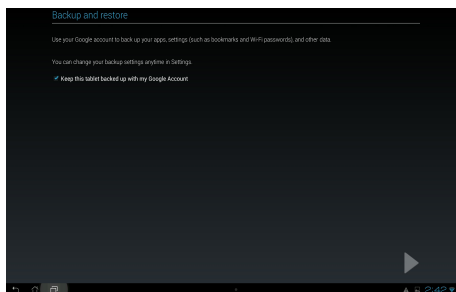 Backup and restore
Use your Google account to back up your apps, settings (such as bookmarks and Wi-Fi passwords), and other data.
You can change your backup settings anytime in Settings.
Keep this tablet backed up with my Google Account
2:42